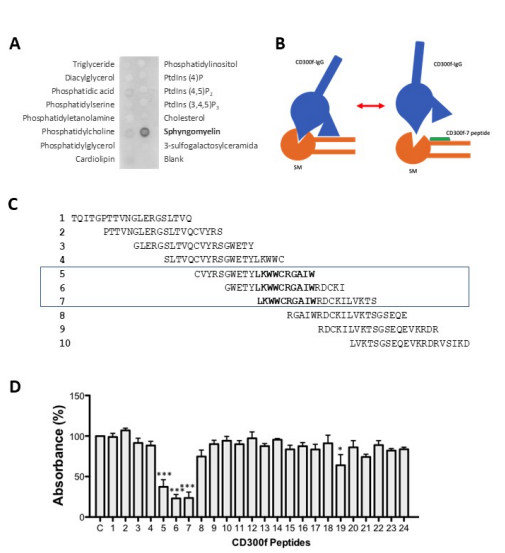 A
Triglyceride
Diacylglycerol
Phosphatidic acid
Phosphatidylserine
Phosphatidyletanolamine
Phosphatidylcholine
Phosphatidylglycerol
Cardiolipin
Phosphatidylinositol
PtdIns (4)P
PtdIns (4,5)P₂
PtdIns (3,4,5)P₃
Cholesterol
Sphyngomyelin
3-sulfogalactosylceramida
Blank
B
CD300f-IgG
SM
CD300f-IgG
CD300f-7 peptide
SM
C
1 TQITGPTTVNGLERGSLTVQ
2 PTTVNGLERGSLTVQCVYRS
3 GLERGSLTVQCVYRSGWETY
4 SLTVQCVYRSGWETYLKWWC
5 CVYRSGWETYLKWWCRGAIW
6 GWETYLKWWCRGAIWRDCKI
7 LKWWCRGAIWRDCKILVKTS
8 RGAIWRDCKILVKTSGSEQE
9 RDCKILVKTSGSEQEVKRDR
10 LVKTSGSEQEVKRDRVSIKD
D
Absorbance (%)
150
100
50
0
***
***
***
*
C 1 2 3 4 5 6 7 8 9 10 11 12 13 14 15 16 17 18 19 20 21 22 23 24
CD300f Peptides